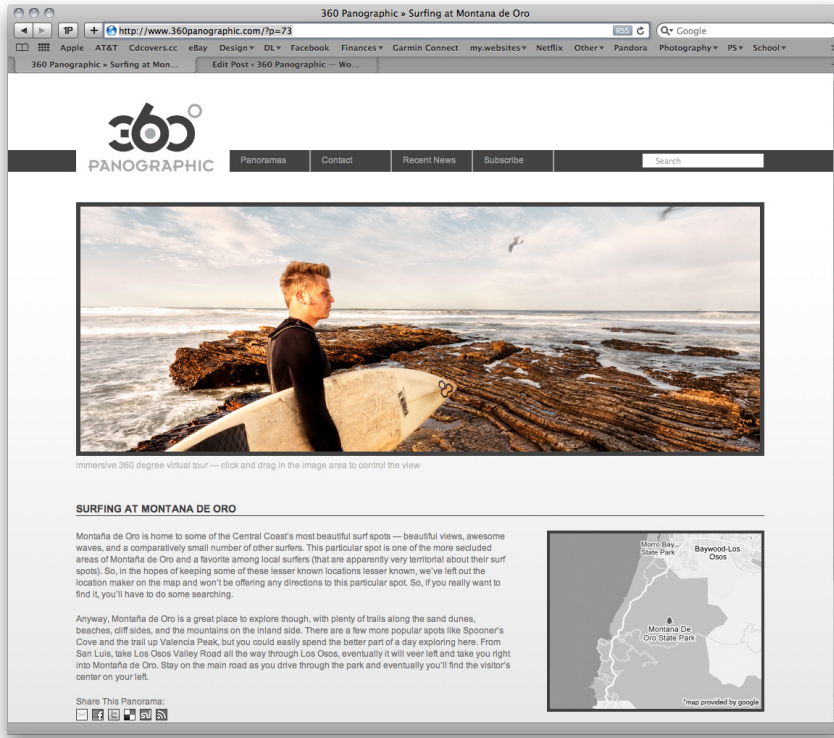 360 Panographic » Surfing at Montana de Oro
1P + http://www.360panographic.com/?p=73 RSS Google
Apple AT&T Cdcovers.cc eBay Design DL Facebook Finances Garmin Connect my.websites Netflix Other Pandora Photography PS School
360 Panographic » Surfing at Mon... Edit Post ‹ 360 Panographic — Wo...
360°
PANOGRAPHIC
Panoramas Contact Recent News Subscribe Search
immersive 360 degree virtual tour — click and drag in the image area to control the view
SURFING AT MONTANA DE ORO
Montaña de Oro is home to some of the Central Coast's most beautiful surf spots — beautiful views, awesome
waves, and a comparatively small number of other surfers. This particular spot is one of the more secluded
areas of Montaña de Oro and a favorite among local surfers (that are apparently very territorial about their surf
spots). So, in the hopes of keeping some of these lesser known locations lesser known, we've left out the
location maker on the map and won't be offering any directions to this particular spot. So, if you really want to
find it, you'll have to do some searching.
Anyway, Montaña de Oro is a great place to explore though, with plenty of trails along the sand dunes,
beaches, cliff sides, and the mountains on the inland side. There are a few more popular spots like Spooner's
Cove and the trail up Valencia Peak, but you could easily spend the better part of a day exploring here. From
San Luis, take Los Osos Valley Road all the way through Los Osos, eventually it will veer left and take you right
into Montaña de Oro. Stay on the main road as you drive through the park and eventually you'll find the visitor's
center on your left.
Share This Panorama:
Morro Bay
State Park
Baywood-Los
Osos
Montana De
Oro State Park
*map provided by google